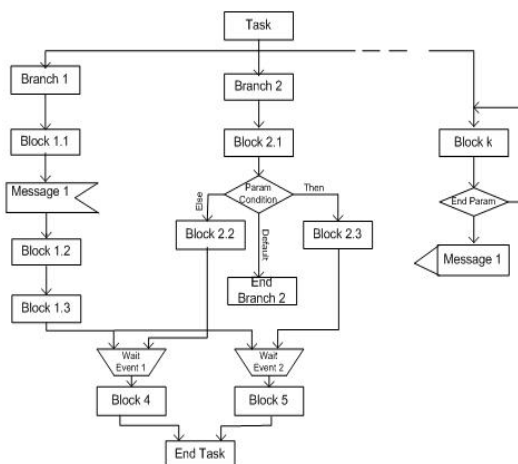 Task
Branch 1
Branch 2
Block 1.1
Block 2.1
Block k
Message 1
Param
Condition
Else
Then
Default
End Param
Block 1.2
Block 2.2
Block 2.3
Message 1
End
Branch 2
Block 1.3
Wait
Event 1
Wait
Event 2
Block 4
Block 5
End Task